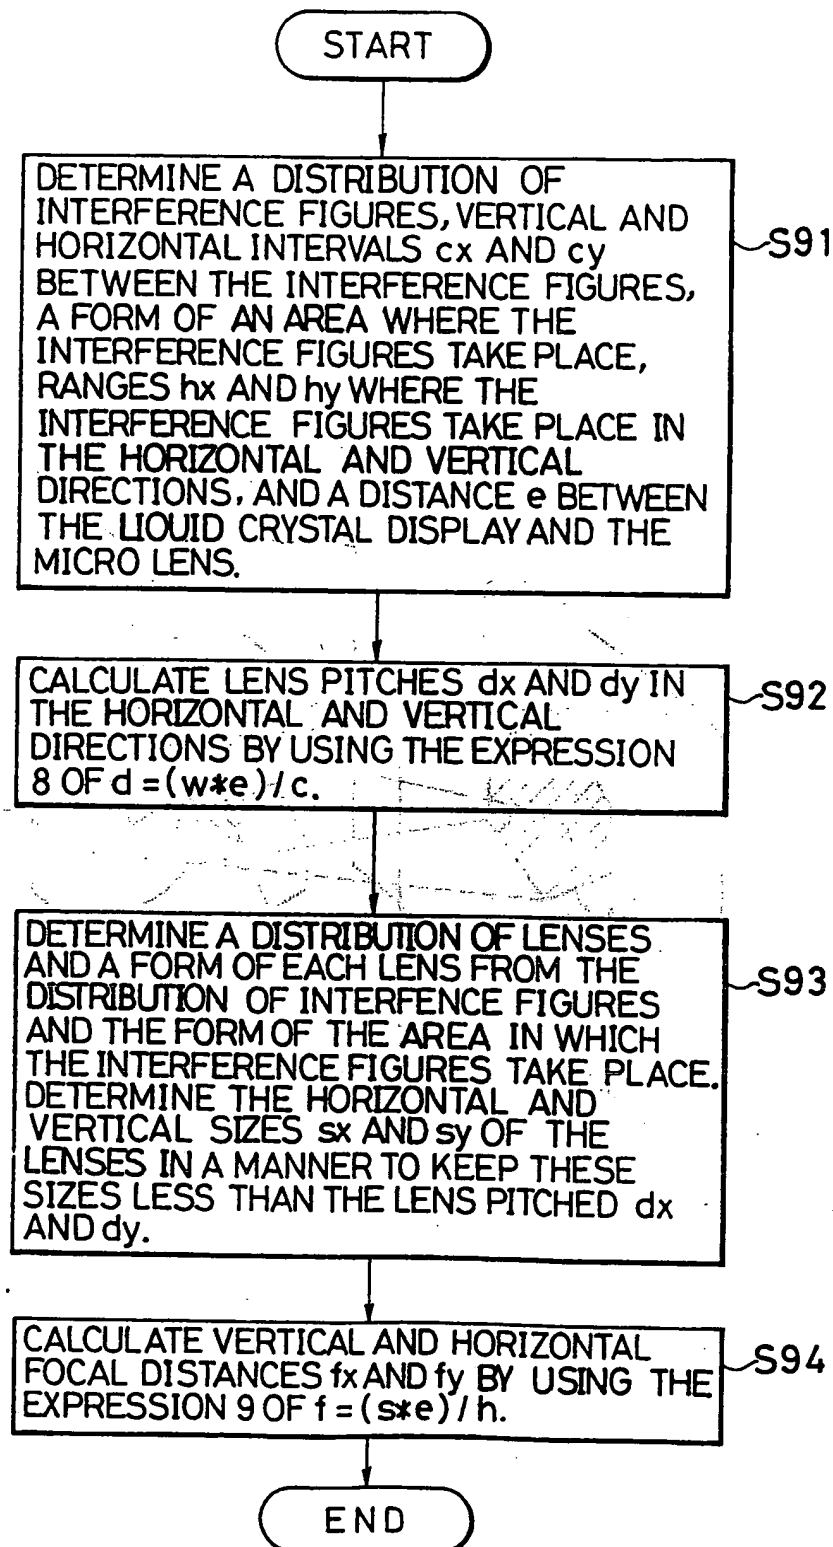 START
DETERMINE A DISTRIBUTION OF
INTERFERENCE FIGURES, VERTICAL AND
HORIZONTAL INTERVALS cx AND cy
BETWEEN THE INTERFERENCE FIGURES,
A FORM OF AN AREA WHERE THE
INTERFERENCE FIGURES TAKE PLACE,
RANGES hx AND hy WHERE THE
INTERFERENCE FIGURES TAKE PLACE IN
THE HORIZONTAL AND VERTICAL
DIRECTIONS, AND A DISTANCE e BETWEEN
THE LIQUID CRYSTAL DISPLAY AND THE
MICRO LENS.
S91
CALCULATE LENS PITCHES dx AND dy IN
THE HORIZONTAL AND VERTICAL
DIRECTIONS BY USING THE EXPRESSION
8 OF d = (w*e)/c.
S92
DETERMINE A DISTRIBUTION OF LENSES
AND A FORM OF EACH LENS FROM THE
DISTRIBUTION OF INTERFENCE FIGURES
AND THE FORM OF THE AREA IN WHICH
THE INTERFERENCE FIGURES TAKE PLACE.
DETERMINE THE HORIZONTAL AND
VERTICAL SIZES sx AND sy OF THE
LENSES IN A MANNER TO KEEP THESE
SIZES LESS THAN THE LENS PITCHED dx
AND dy.
S93
CALCULATE VERTICAL AND HORIZONTAL
FOCAL DISTANCES fx AND fy BY USING THE
EXPRESSION 9 OF f = (s*e)/h.
S94
END